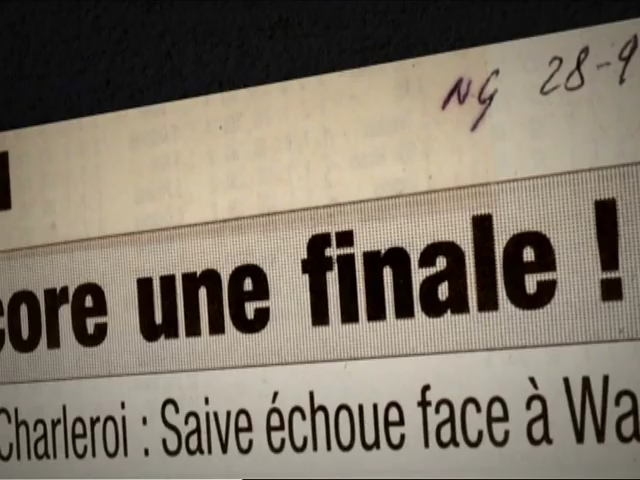 NG 28-9
core une finale !
Charleroi : Saive échoue face à Wa